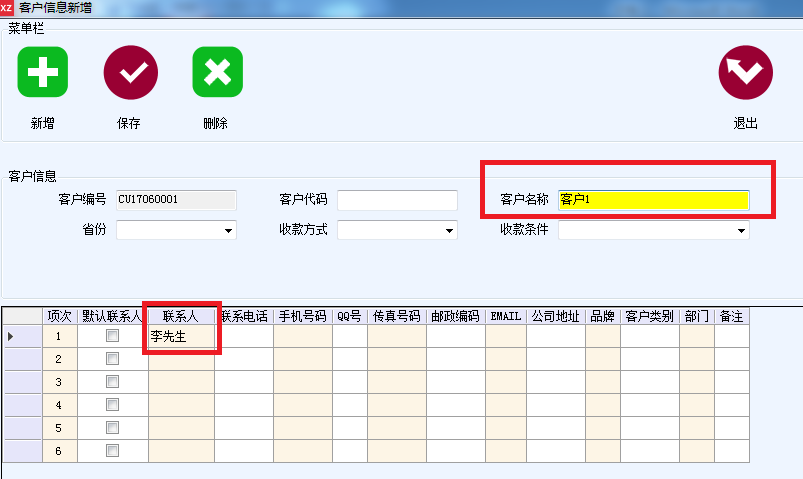 XZ 客户信息新增
菜单栏
新增 保存 删除 退出
客户信息
客户编号 CU17060001 客户代码 客户名称 客户1
省份 收款方式 收款条件
项次 默认联系人 联系人 联系电话 手机号码 QQ号 传真号码 邮政编码 EMAIL 公司地址 品牌 客户类别 部门 备注
1 李先生
2
3
4
5
6